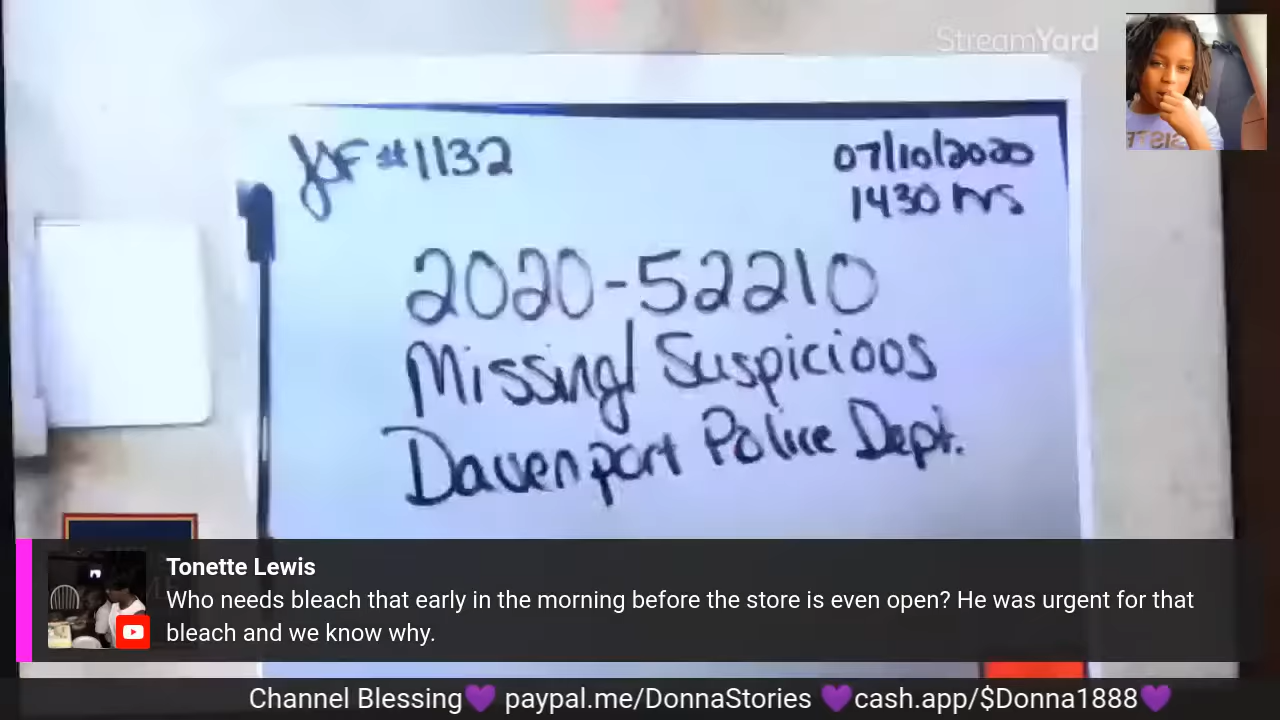 StreamYard
#1132
07/10/2020
1430 hrs
2020-52210
Missing/Suspicioos
Davenport Police Dept.
Tonette Lewis
Who needs bleach that early in the morning before the store is even open? He was urgent for that
bleach and we know why.
Channel Blessing💜 paypal.me/DonnaStories 💜cash.app/$Donna1888💜